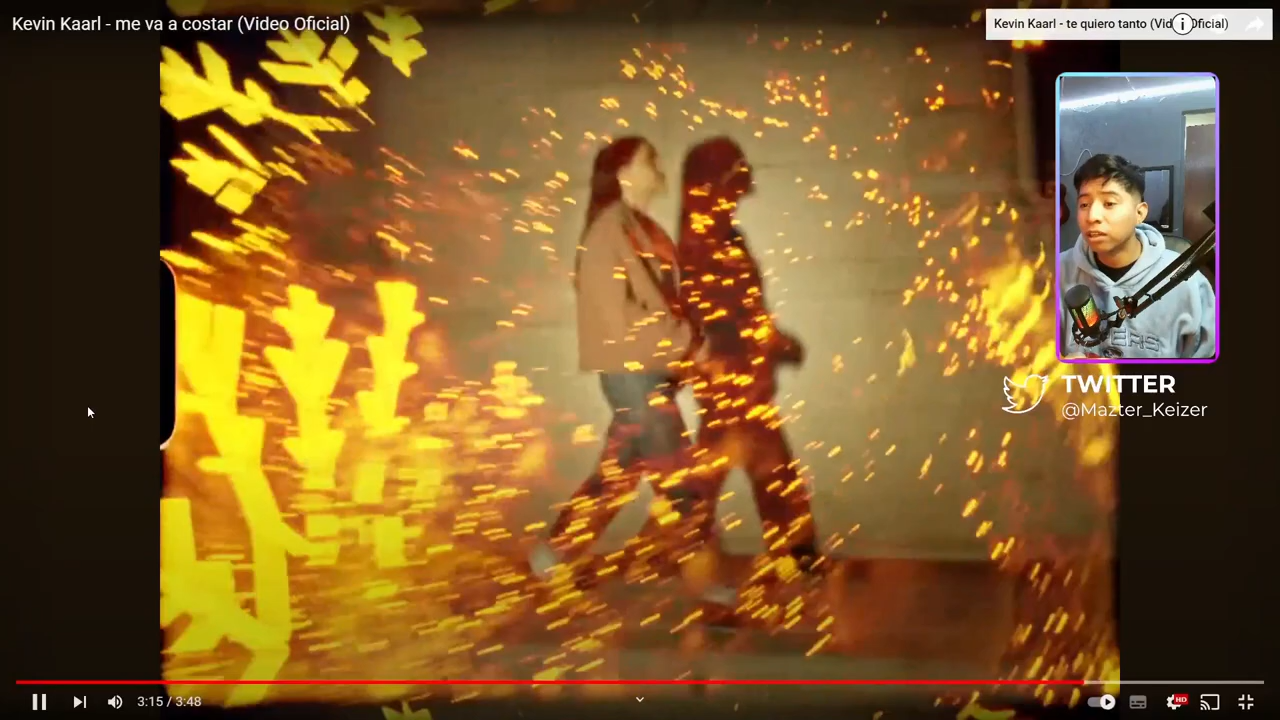 Kevin Kaarl - me va a costar (Video Oficial)
Kevin Kaarl - te quiero tanto (Vid Oficial)
TWITTER
@Mazter_Keizer
3:15 / 3:48
HD